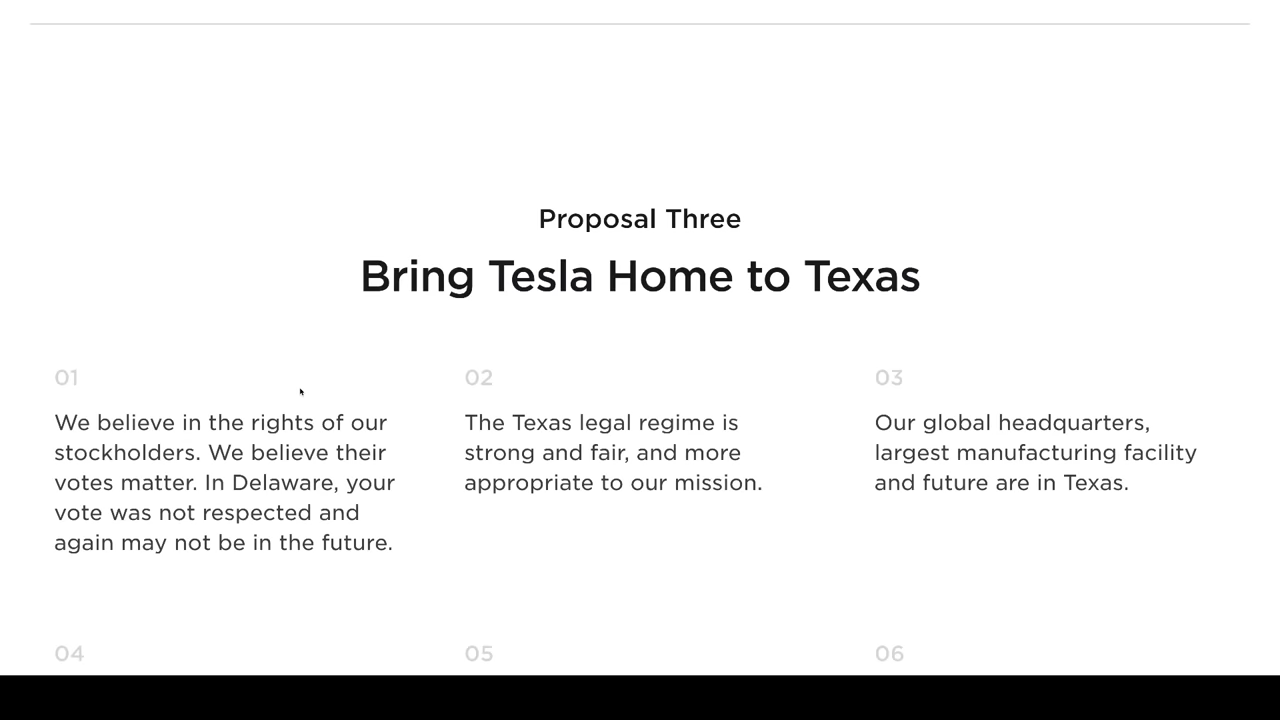 Proposal Three
Bring Tesla Home to Texas
01
We believe in the rights of our
stockholders. We believe their
votes matter. In Delaware, your
vote was not respected and
again may not be in the future.
02
The Texas legal regime is
strong and fair, and more
appropriate to our mission.
03
Our global headquarters,
largest manufacturing facility
and future are in Texas.
04
05
06